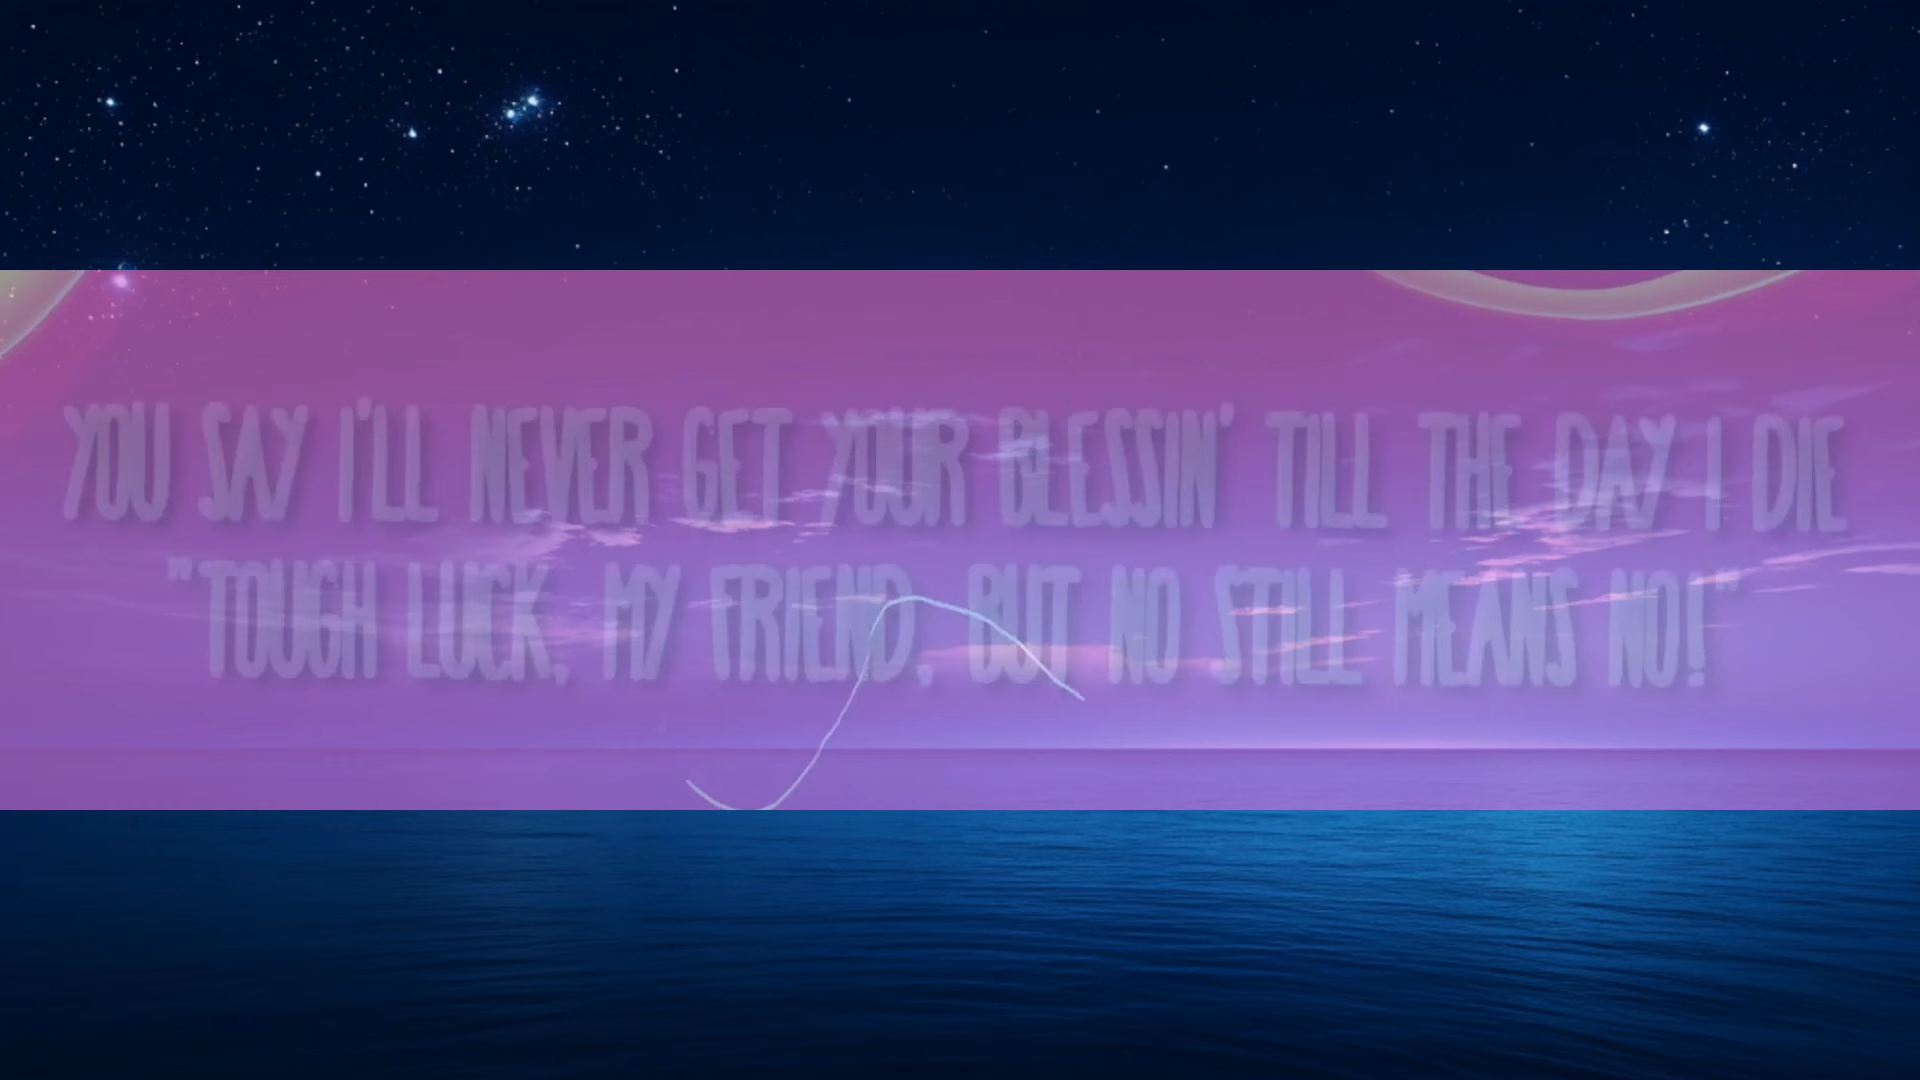 YOU SAY I'LL NEVER GET YOUR BLESSIN' TILL THE DAY I DIE
"TOUGH LUCK, MY FRIEND, BUT NO STILL MEANS NO!"